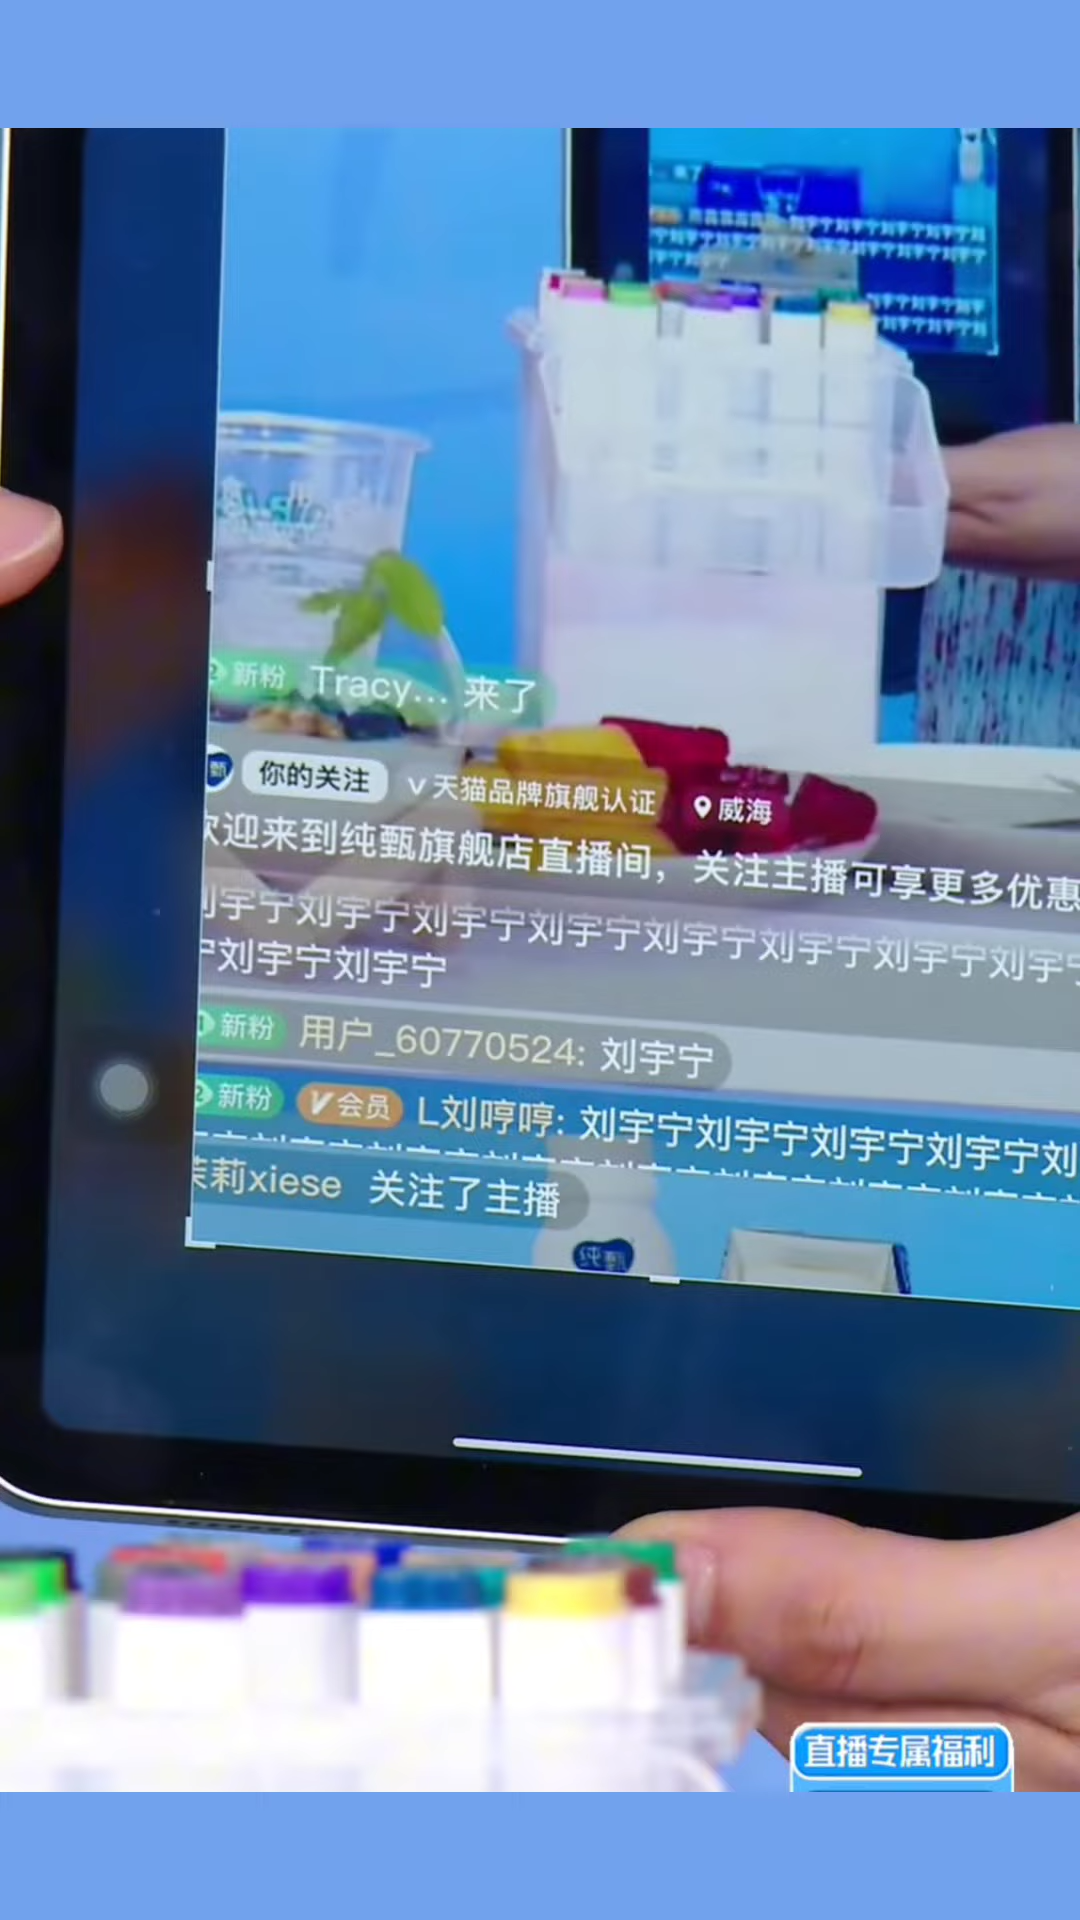 新粉 Tracy... 来了
你的关注 天猫品牌旗舰认证 威海
欢迎来到纯甄旗舰店直播间，关注主播可享更多优惠
刘宇宁刘宇宁刘宇宁刘宇宁刘宇宁刘宇宁刘宇宁刘宇宁
刘宇宁刘宇宁
新粉 用户_60770524: 刘宇宁
2 新粉 V会员 L刘哼哼: 刘宇宁刘宇宁刘宇宁刘宇宁刘
茉莉xiese 关注了主播
纯甄
直播专属福利